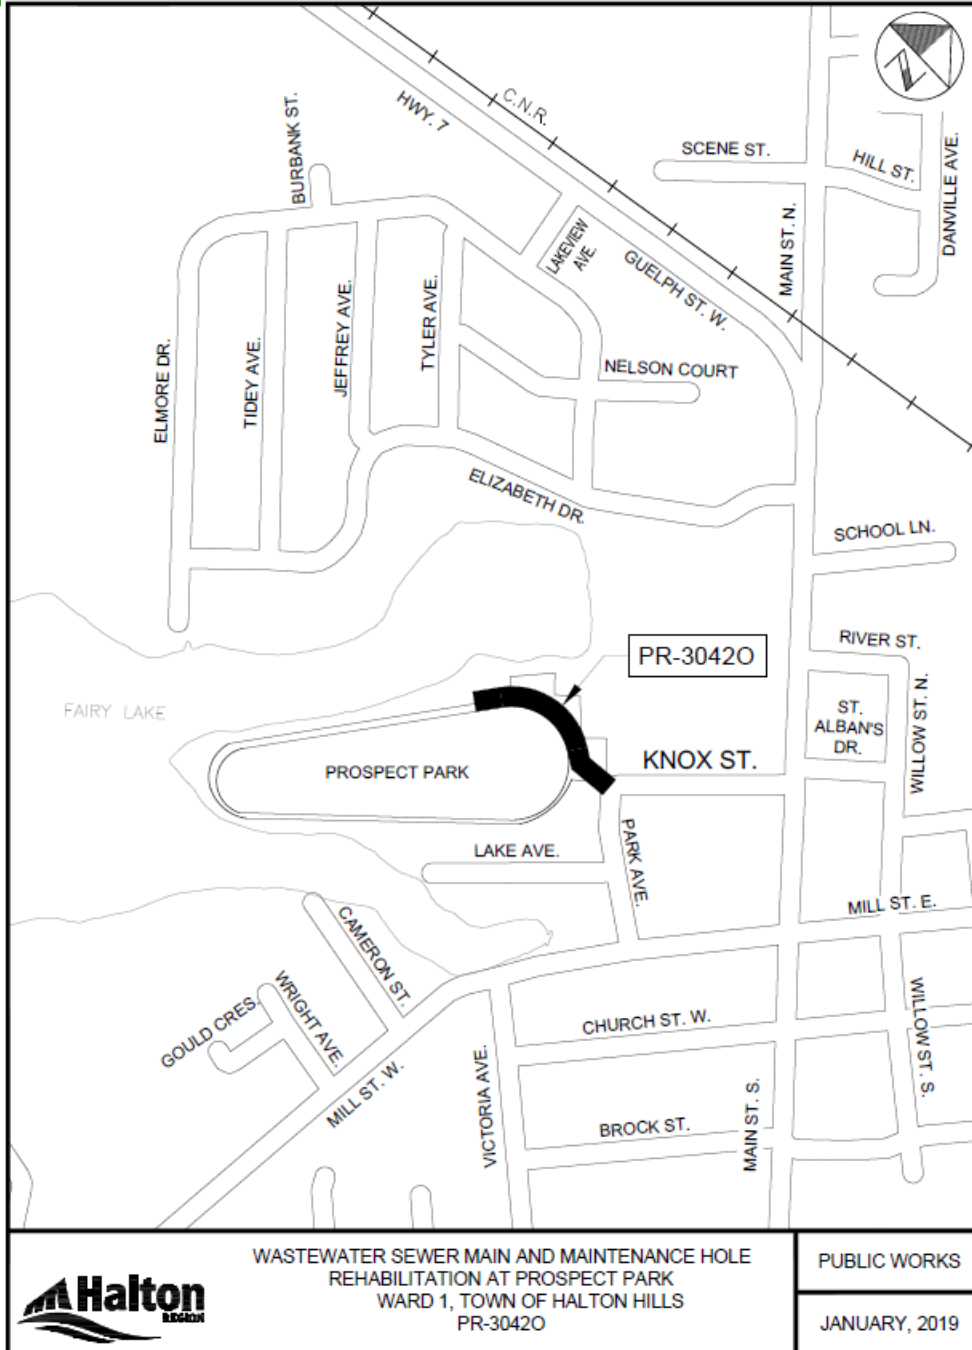 C.N.R.
HWY. 7
BURBANK ST.
SCENE ST.
HILL ST.
DANVILLE AVE.
MAIN ST. N.
LAKEVIEW
AVE.
GUELPH ST. W.
ELMORE DR.
TIDEY AVE.
JEFFREY AVE.
TYLER AVE.
NELSON COURT
ELIZABETH DR.
SCHOOL LN.
RIVER ST.
PR-3042O
FAIRY LAKE
ST.
ALBAN'S
DR.
WILLOW ST. N.
PROSPECT PARK
KNOX ST.
LAKE AVE.
PARK AVE.
MILL ST. E.
CAMERON ST.
WRIGHT AVE.
GOULD CRES.
MILL ST. W.
VICTORIA AVE.
CHURCH ST. W.
BROCK ST.
MAIN ST. S.
WILLOW ST. S.
N
Halton
REGION
WASTEWATER SEWER MAIN AND MAINTENANCE HOLE
REHABILITATION AT PROSPECT PARK
WARD 1, TOWN OF HALTON HILLS
PR-3042O
PUBLIC WORKS
JANUARY, 2019